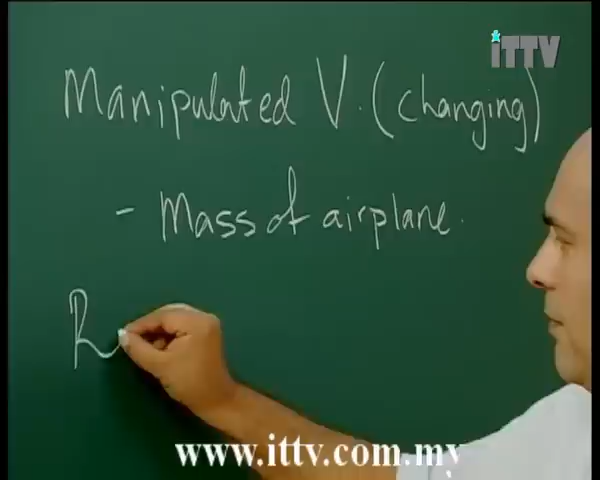 iTTV
Manipulated V. (changing)
- Mass of airplane.
R
www.ittv.com.my